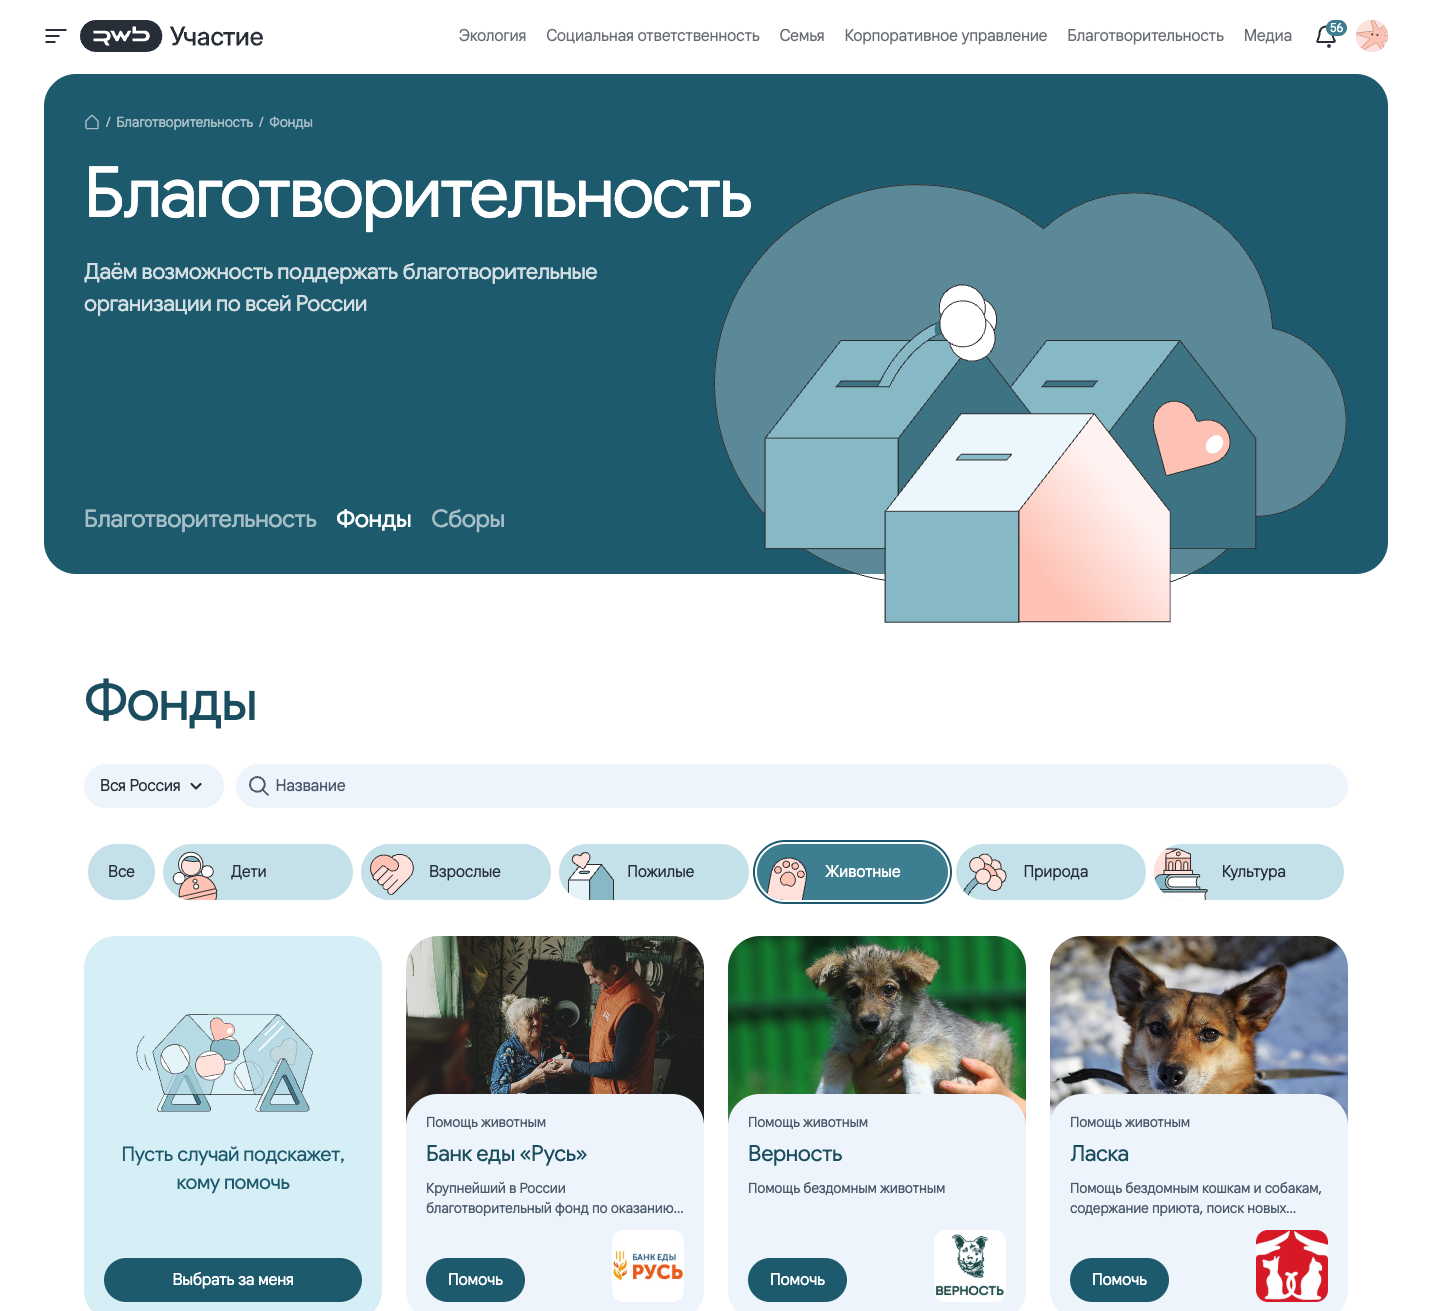 RWB Участие
Экология Социальная ответственность Семья Корпоративное управление Благотворительность Медиа 56
/ Благотворительность / Фонды
Благотворительность
Даём возможность поддержать благотворительные
организации по всей России
Благотворительность Фонды Сборы
Фонды
Вся Россия Название
Все Дети Взрослые Пожилые Животные Природа Культура
Пусть случай подскажет,
кому помочь
Выбрать за меня
Помощь животным
Банк еды «Русь»
Крупнейший в России
благотворительный фонд по оказанию...
Помочь
БАНК ЕДЫ
РУСЬ
Помощь животным
Верность
Помощь бездомным животным
Помочь
ВЕРНОСТЬ
Помощь животным
Ласка
Помощь бездомным кошкам и собакам,
содержание приюта, поиск новых...
Помочь